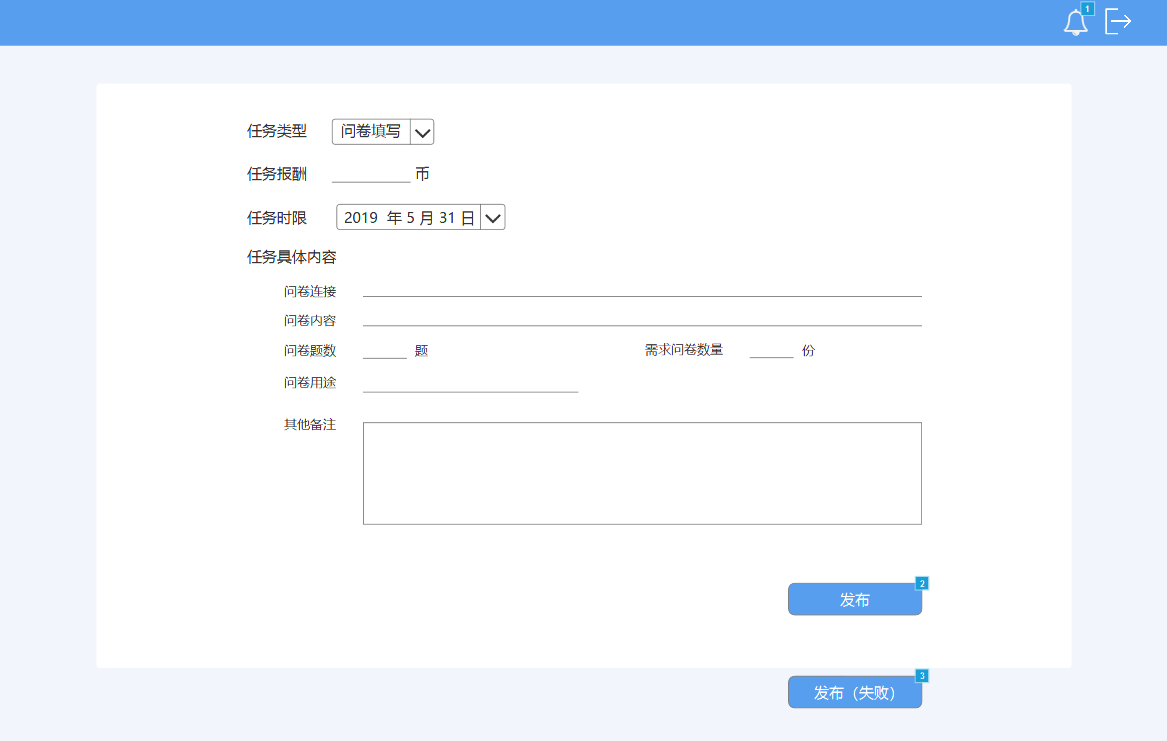 1
任务类型 问卷填写
任务报酬 币
任务时限 2019 年 5 月 31 日
任务具体内容
问卷连接
问卷内容
问卷题数 题 需求问卷数量 份
问卷用途
其他备注
2
发布
3
发布（失败）